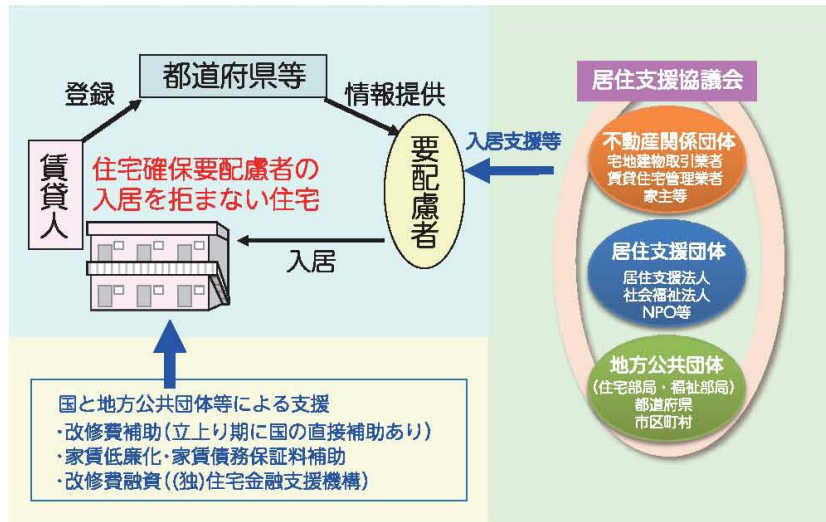 都道府県等
登録
情報提供
賃貸人
住宅確保要配慮者の
入居を拒まない住宅
要配慮者
入居
国と地方公共団体等による支援
・改修費補助(立上り期に国の直接補助あり)
・家賃低廉化・家賃債務保証料補助
・改修費融資((独)住宅金融支援機構)
入居支援等
居住支援協議会
不動産関係団体
宅地建物取引業者
賃貸住宅管理業者
家主等
居住支援団体
居住支援法人
社会福祉法人
NPO等
地方公共団体
(住宅部局・福祉部局)
都道府県
市区町村